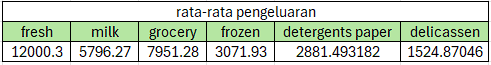 rata-rata pengeluaran
fresh milk grocery frozen detergents paper delicassen
12000.3 5796.27 7951.28 3071.93 2881.493182 1524.87046